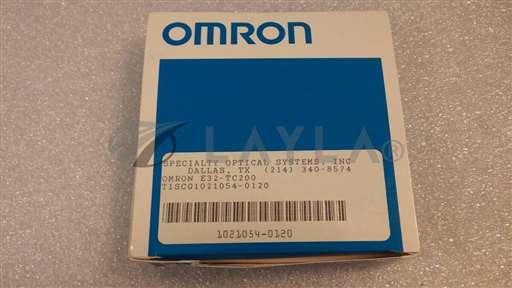 OMRON
LAYLA
SPECIALTY OPTICAL SYSTEMS, INC
DALLAS, TX (214) 340-8574
OMRON E32-TC200
TISC01021054-0120
1021054-0120